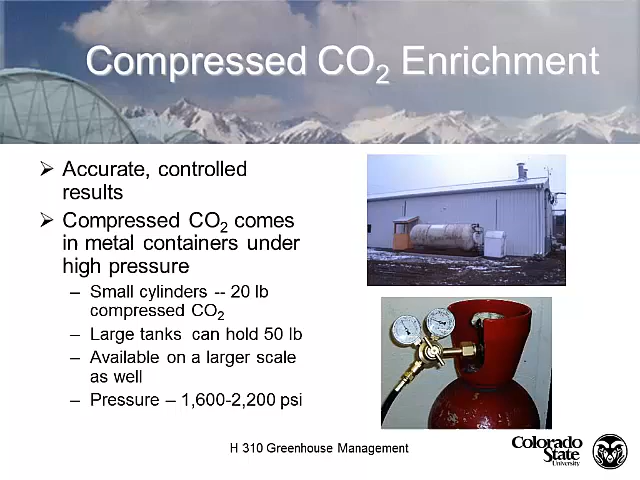 Compressed CO₂ Enrichment
➢ Accurate, controlled
results
➢ Compressed CO₂ comes
in metal containers under
high pressure
– Small cylinders -- 20 lb
compressed CO₂
– Large tanks can hold 50 lb
– Available on a larger scale
as well
– Pressure – 1,600-2,200 psi
H 310 Greenhouse Management
Colorado
State
University